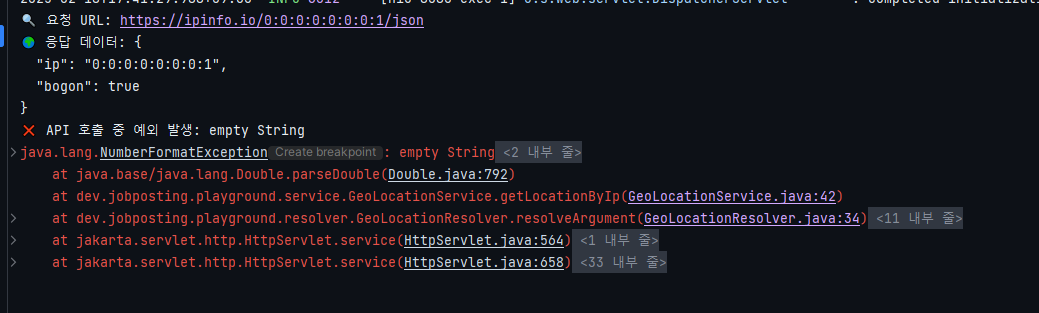 🔍 요청 URL: https://ipinfo.io/0:0:0:0:0:0:0:1/json
🌍 응답 데이터: {
  "ip": "0:0:0:0:0:0:0:1",
  "bogon": true
}
❌ API 호출 중 예외 발생: empty String
java.lang.NumberFormatException Create breakpoint : empty String <2 내부 줄>
    at java.base/java.lang.Double.parseDouble(Double.java:792)
    at dev.jobposting.playground.service.GeoLocationService.getLocationByIp(GeoLocationService.java:42)
    at dev.jobposting.playground.resolver.GeoLocationResolver.resolveArgument(GeoLocationResolver.java:34) <11 내부 줄>
    at jakarta.servlet.http.HttpServlet.service(HttpServlet.java:564) <1 내부 줄>
    at jakarta.servlet.http.HttpServlet.service(HttpServlet.java:658) <33 내부 줄>